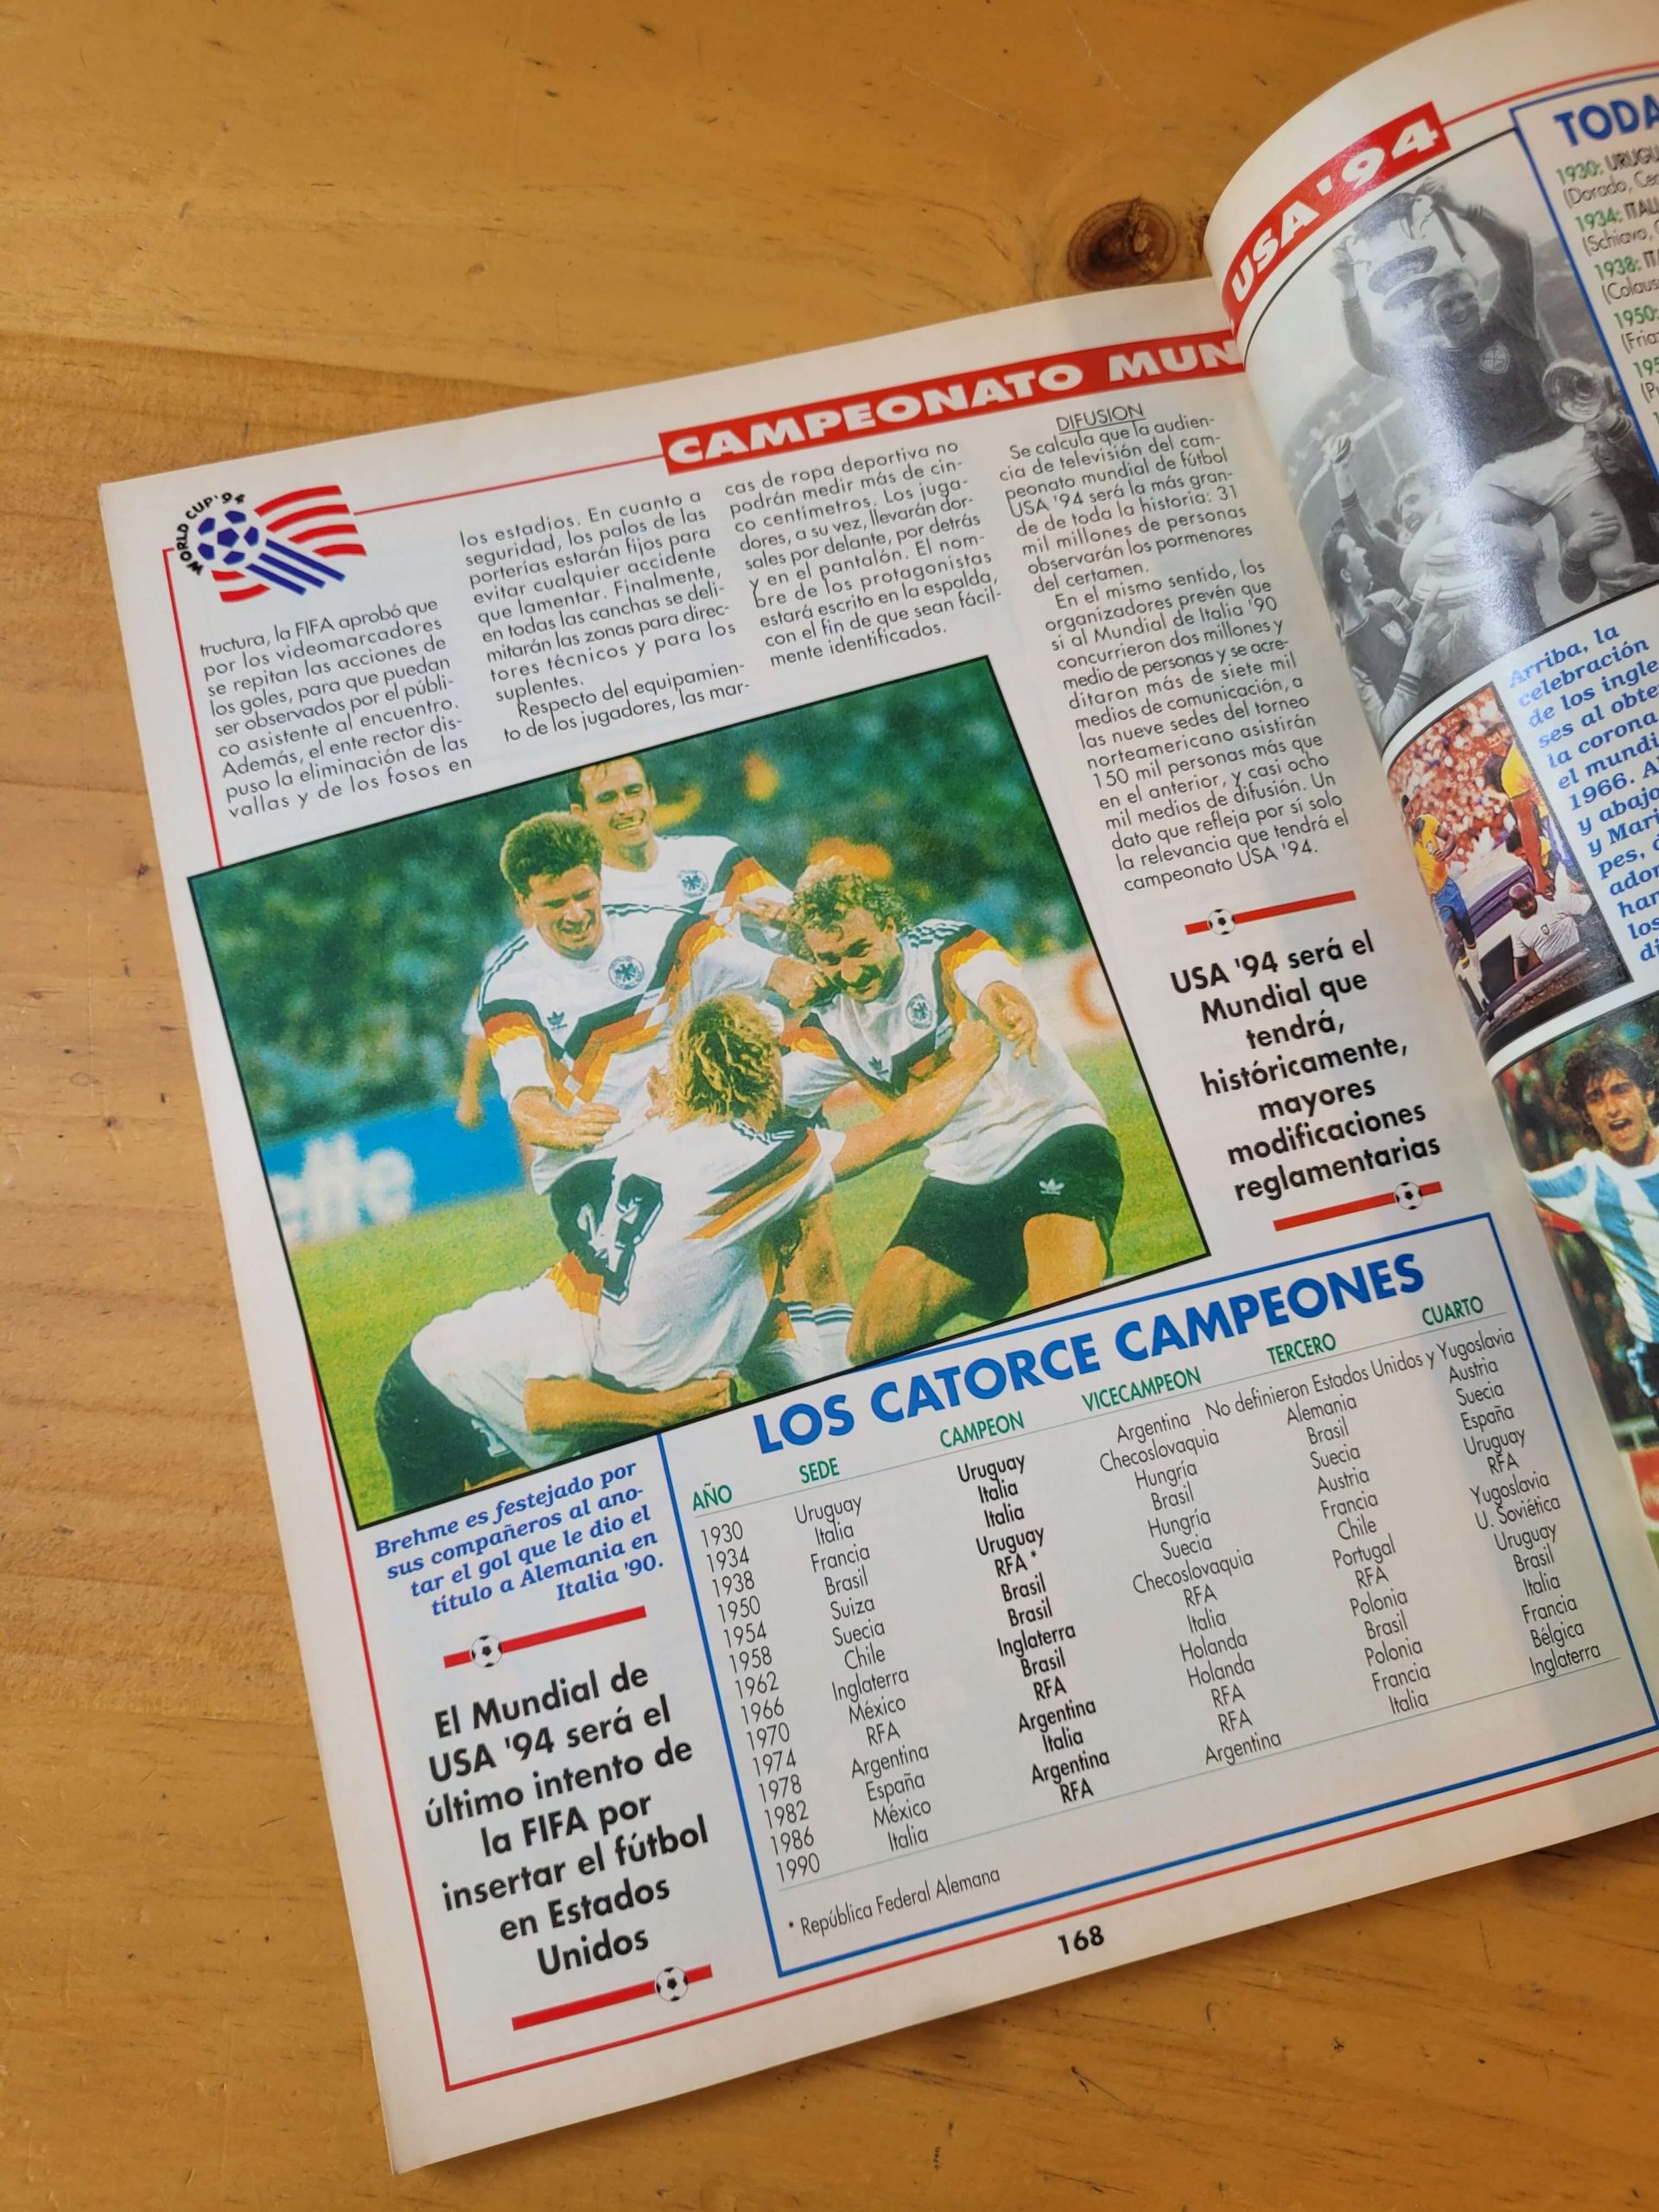 CAMPEONATO MUN
WORLD CUP '94
tructura, la FIFA aprobó que
por los videomarcadores
se repitan las acciones de
los goles, para que puedan
ser observados por el públi-
co asistente al encuentro.
Además, el ente rector dis-
puso la eliminación de las
vallas y de los fosos en
los estadios. En cuanto a
seguridad, los palos de las
porterías estarán fijos para
evitar cualquier accidente
que lamentar. Finalmente,
en todas las canchas se deli-
mitarán las zonas para direc-
tores técnicos y para los
suplentes.
Respecto del equipamien-
to de los jugadores, las mar-
cas de ropa deportiva no
podrán medir más de cin-
co centímetros. Los juga-
dores, a su vez, llevarán dor-
sales por delante, por detrás
y en el pantalón. El nom-
bre de los protagonistas
estará escrito en la espalda,
con el fin de que sean fácil-
mente identificados.
DIFUSION
Se calcula que la audien-
cia de televisión del cam-
peonato mundial de fútbol
USA '94 será la más gran-
de de toda la historia: 31
mil millones de personas
observarán los pormenores
del certamen.
En el mismo sentido, los
organizadores prevén que
si al Mundial de Italia '90
concurrieron dos millones y
medio de personas y se acre-
ditaron más de siete mil
medios de comunicación, a
las nueve sedes del torneo
norteamericano asistirán
150 mil personas más que
en el anterior, y casi ocho
mil medios de difusión. Un
dato que refleja por sí solo
la relevancia que tendrá el
campeonato USA '94.
USA '94 será el
Mundial que
tendrá,
históricamente,
mayores
modificaciones
reglamentarias
Brehme es festejado por
sus compañeros al ano-
tar el gol que le dio el
título a Alemania en
Italia '90.
El Mundial de
USA '94 será el
último intento de
la FIFA por
insertar el fútbol
en Estados
Unidos
LOS CATORCE CAMPEONES
AÑO SEDE CAMPEON VICECAMPEON TERCERO CUARTO
1930 Uruguay Uruguay Argentina No definieron Estados Unidos y Yugoslavia
1934 Italia Italia Checoslovaquia Alemania Austria
1938 Francia Italia Hungría Brasil Suecia
1950 Brasil Uruguay Brasil Suecia España
1954 Suiza RFA * Hungría Austria Uruguay
1958 Suecia Brasil Suecia Francia RFA
1962 Chile Brasil Checoslovaquia Chile Yugoslavia
1966 Inglaterra Inglaterra RFA Portugal U. Soviética
1970 México Brasil Italia RFA Uruguay
1974 RFA RFA Holanda Polonia Brasil
1978 Argentina Argentina Holanda Brasil Italia
1982 España Italia RFA Polonia Francia
1986 México Argentina RFA Francia Bélgica
1990 Italia RFA Argentina Italia Inglaterra
* República Federal Alemana
168
USA '94
TODA
1930: URUGU
(Dorado, Ce
1934: ITAL
(Schiavo,
1938: IT
(Colaus
1950:
(Fria
195
(P
Arriba, la
celebración
de los ingle
ses al obte
la corona
el mundi
1966. A
y abajo
y Mari
pes,
ador
han
los
di